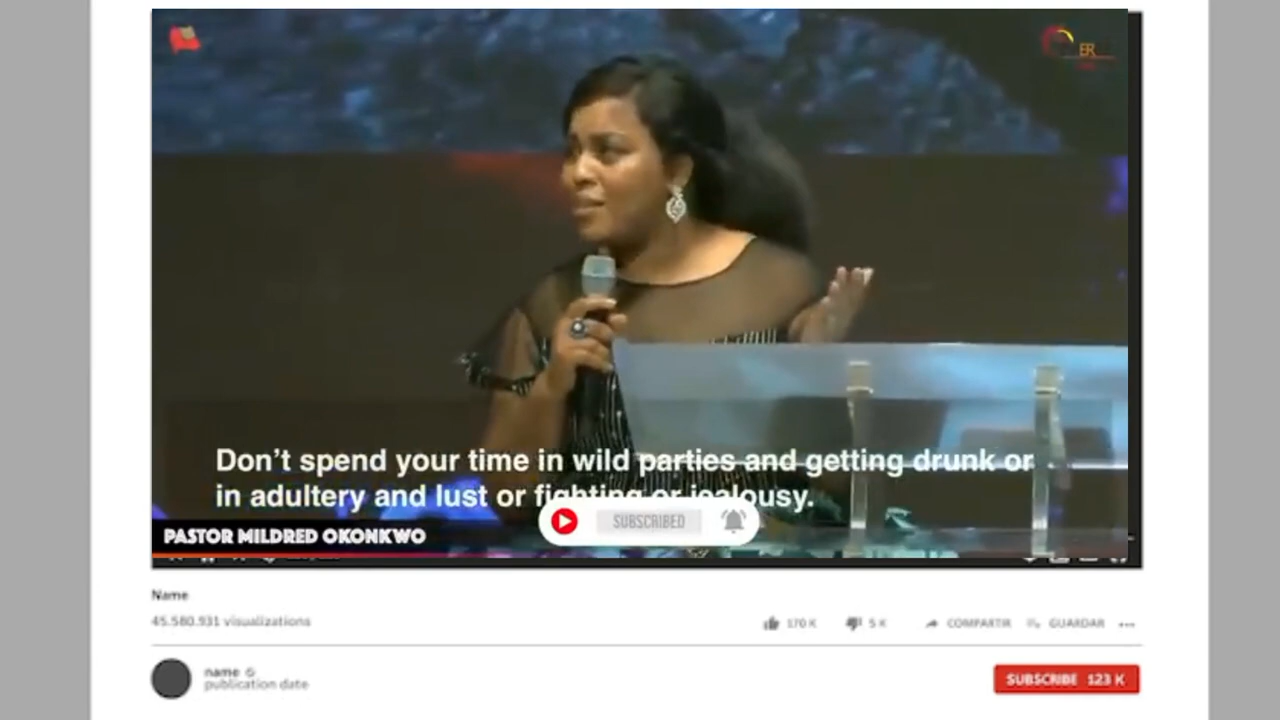 ER
Don't spend your time in wild parties and getting drunk or
in adultery and lust or fighting or jealousy.
SUBSCRIBED
PASTOR MILDRED OKONKWO
Name
45.580.931 visualizations
170 K
5 K
COMPARTIR
GUARDAR
name
publication date
SUBSCRIBE 123 K